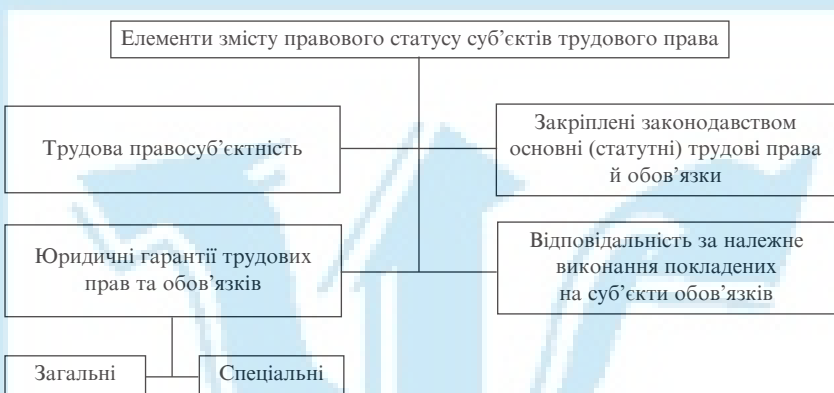 Елементи змісту правового статусу суб’єктів трудового права
Трудова правосуб’єктність
Закріплені законодавством
основні (статутні) трудові права
й обов’язки
Юридичні гарантії трудових
прав та обов’язків
Відповідальність за належне
виконання покладених
на суб’єкти обов’язків
Загальні
Спеціальні